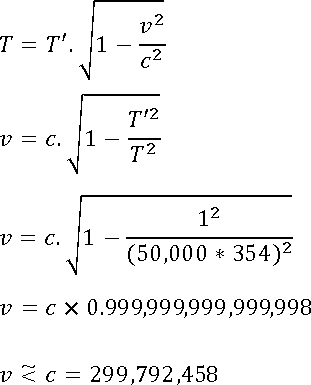 T = T′. √(1 − v²/c²)
v = c. √(1 − T′²/T²)
v = c. √(1 − 1²/(50,000 * 354)²)
v = c × 0.999,999,999,999,998
v ⪝ c = 299,792,458